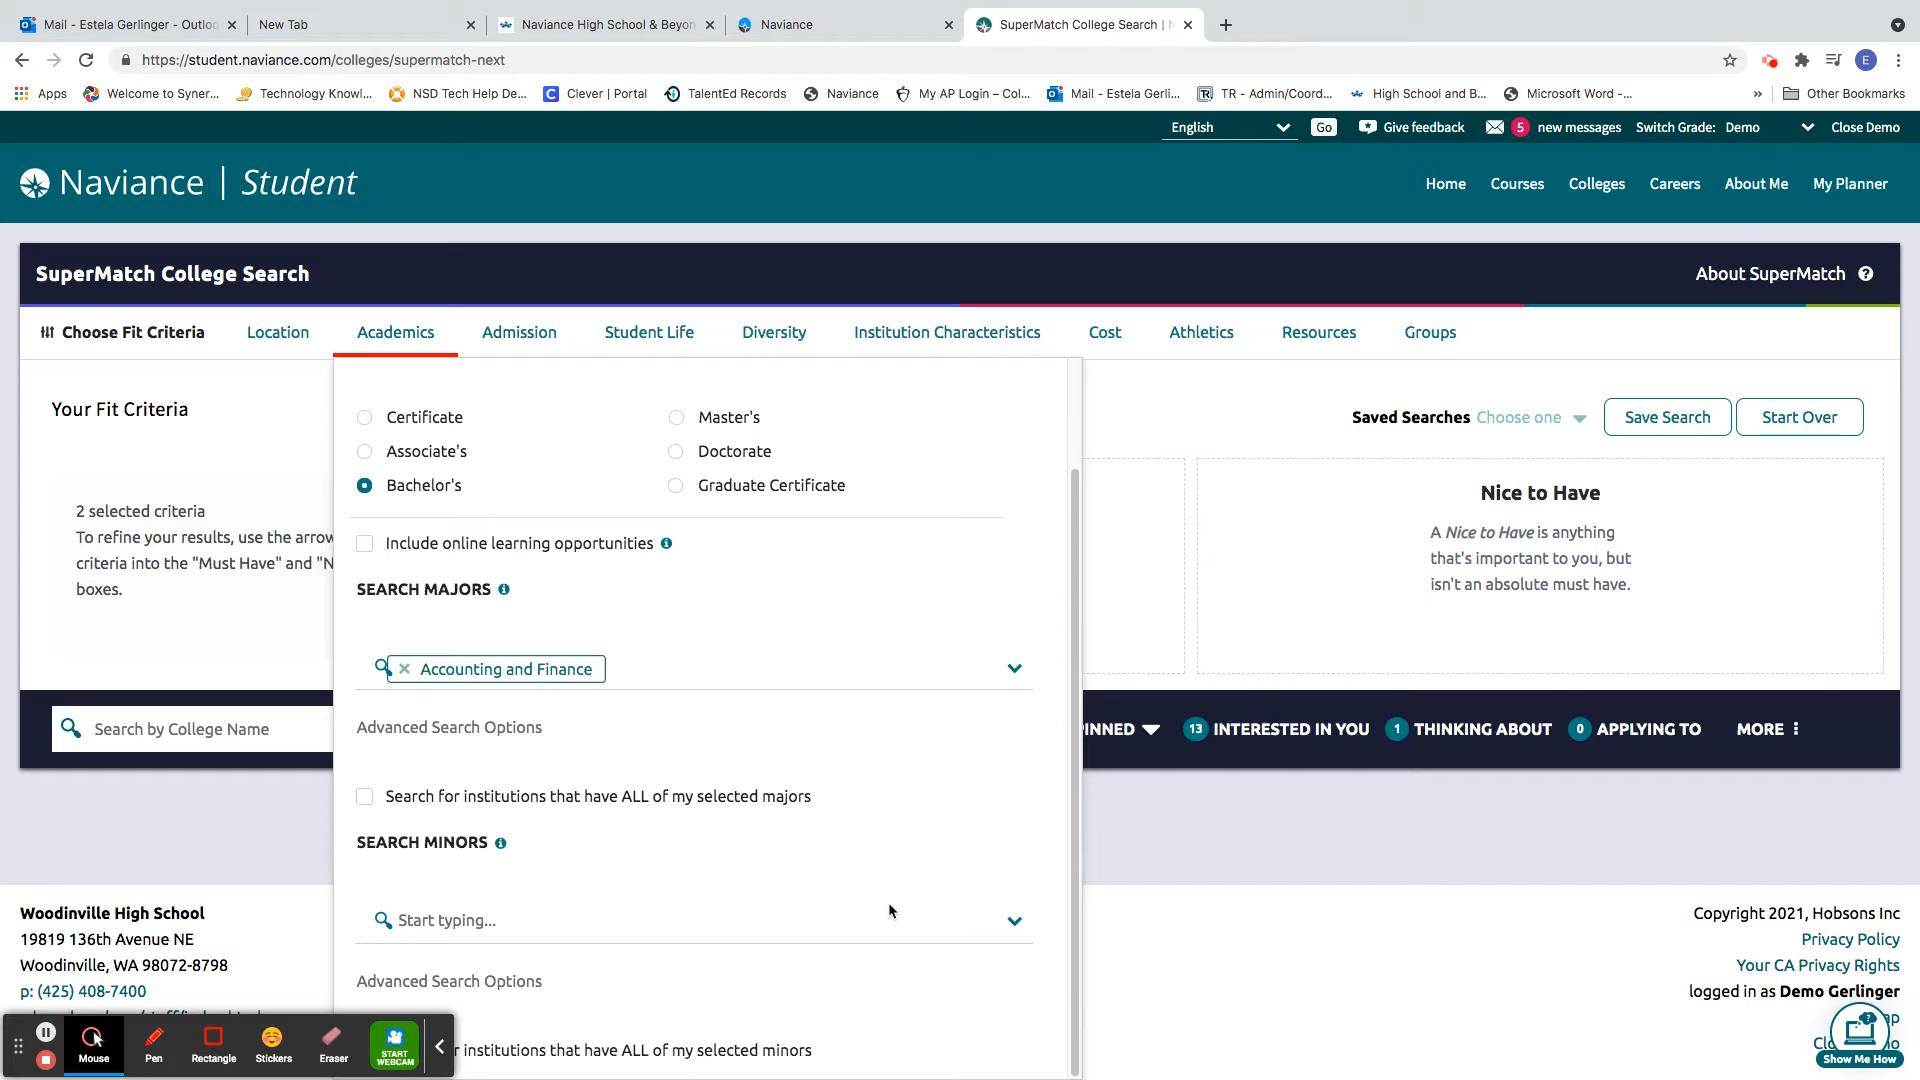 Mail - Estela Gerlinger - Outloo
New Tab
Naviance High School & Beyon
Naviance
SuperMatch College Search | N
https://student.naviance.com/colleges/supermatch-next
E
Apps
Welcome to Syner...
Technology Knowl...
NSD Tech Help De...
Clever | Portal
TalentEd Records
Naviance
My AP Login – Col...
Mail - Estela Gerli...
TR - Admin/Coord...
High School and B...
Microsoft Word -...
Other Bookmarks
English
Go
Give feedback
5 new messages
Switch Grade: Demo
Close Demo
Naviance | Student
Home
Courses
Colleges
Careers
About Me
My Planner
SuperMatch College Search
About SuperMatch
Choose Fit Criteria
Location
Academics
Admission
Student Life
Diversity
Institution Characteristics
Cost
Athletics
Resources
Groups
Your Fit Criteria
Saved Searches Choose one
Save Search
Start Over
2 selected criteria
To refine your results, use the arrow
criteria into the "Must Have" and "N
boxes.
Certificate
Master's
Associate's
Doctorate
Bachelor's
Graduate Certificate
Include online learning opportunities
SEARCH MAJORS
Accounting and Finance
Advanced Search Options
Search for institutions that have ALL of my selected majors
SEARCH MINORS
Start typing...
Advanced Search Options
r institutions that have ALL of my selected minors
Nice to Have
A Nice to Have is anything
that's important to you, but
isn't an absolute must have.
Search by College Name
INNED
13 INTERESTED IN YOU
1 THINKING ABOUT
0 APPLYING TO
MORE
Woodinville High School
19819 136th Avenue NE
Woodinville, WA 98072-8798
p: (425) 408-7400
Copyright 2021, Hobsons Inc
Privacy Policy
Your CA Privacy Rights
logged in as Demo Gerlinger
Show Me How
Mouse
Pen
Rectangle
Stickers
Eraser
START
WEBCAM